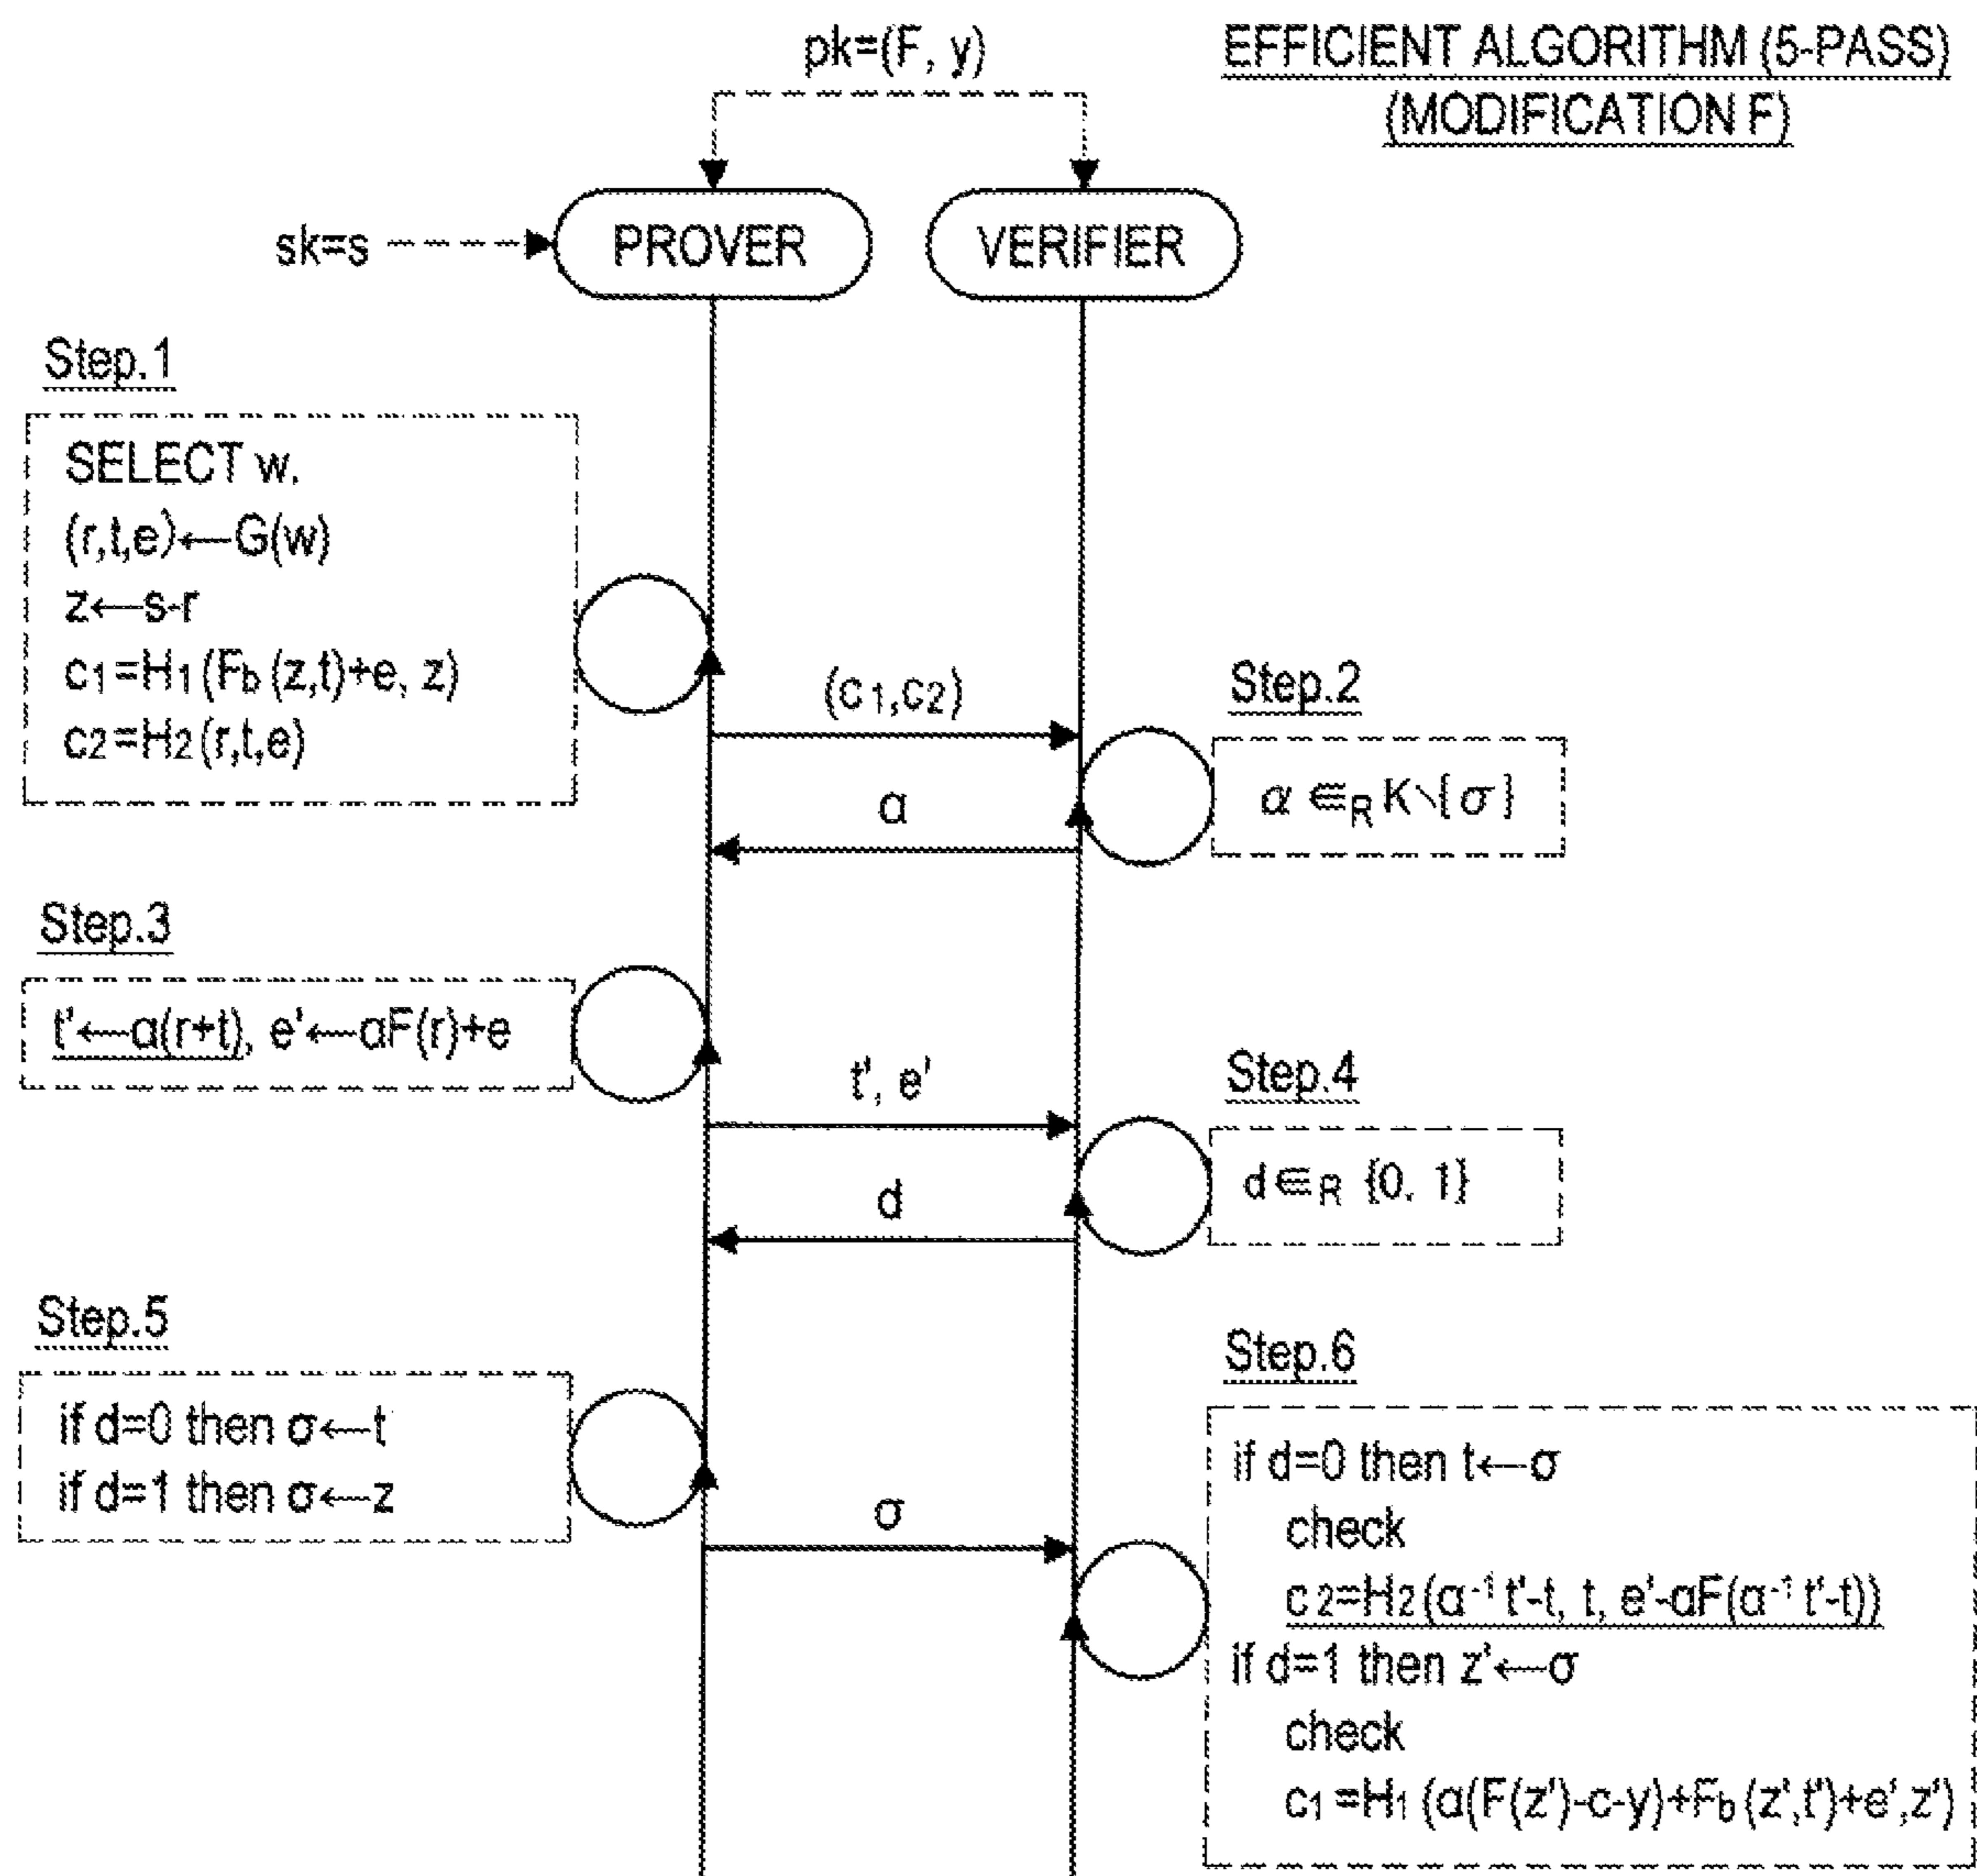 EFFICIENT ALGORITHM (5-PASS)
(MODIFICATION F)
pk=(F, y)
sk=s
PROVER
VERIFIER
Step.1
SELECT w.
(r,t,e)←G(w)
z←s-r
c1=H1(Fb(z,t)+e, z)
c2=H2(r,t,e)
(c1,c2)
Step.2
α ∈R K\{σ}
α
Step.3
t'←α(r+t), e'←αF(r)+e
t', e'
Step.4
d∈R {0, 1}
d
Step.5
if d=0 then σ←t
if d=1 then σ←z
σ
Step.6
if d=0 then t←σ
check
c2=H2(α⁻¹t'-t, t, e'-αF(α⁻¹t'-t))
if d=1 then z'←σ
check
c1=H1(α(F(z')-c-y)+Fb(z',t')+e',z')